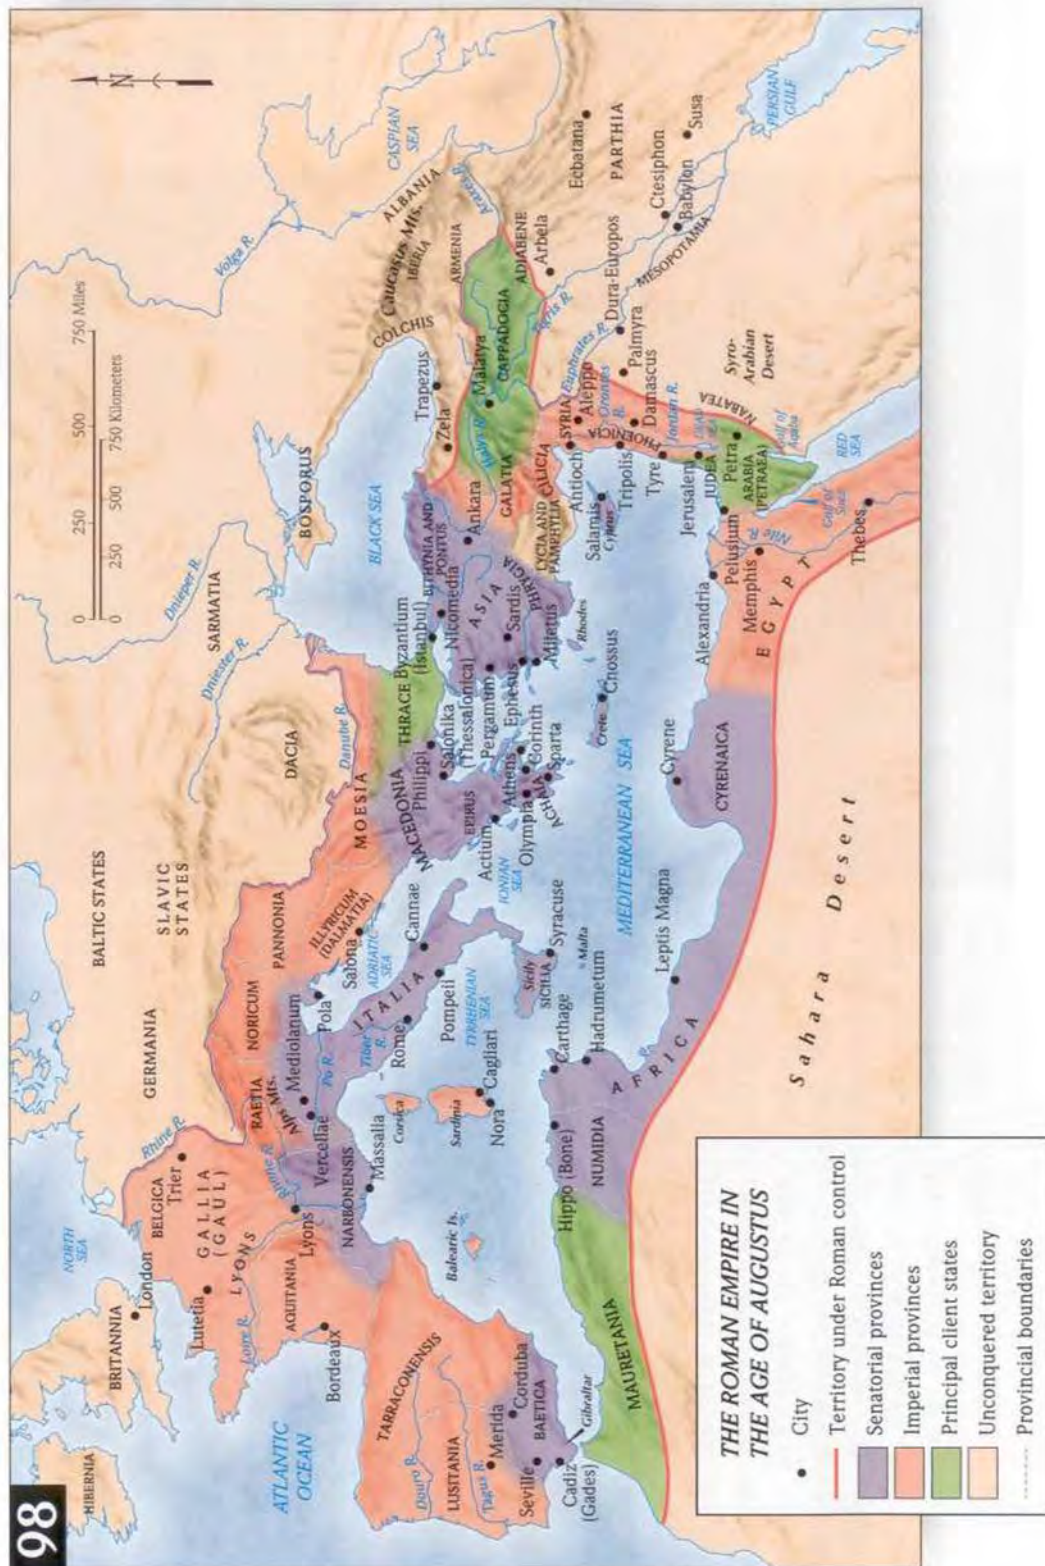 98
N
0 250 500 750 Miles
0 250 500 750 Kilometers
HIBERNIA
BRITANNIA
London
NORTH
SEA
BALTIC STATES
SLAVIC
STATES
GERMANIA
SARMATIA
Dnieper R.
Dniester R.
Volga R.
CASPIAN
SEA
ATLANTIC
OCEAN
Rhine R.
BELGICA
Trier
Lutetia
GALLIA
(GAUL)
LYONS
Loire R.
AQUITANIA
Lyons
Rhone R.
Bordeaux
NARBONENSIS
Massalia
RAETIA
Alps Mts.
NORICUM
PANNONIA
DACIA
Danube R.
MOESIA
BOSPORUS
BLACK SEA
Caucasus Mts.
IBERIA
ALBANIA
COLCHIS
Araxes R.
ARMENIA
Mediolanum
Vercellae
Po R.
Pola
ILLYRICUM
(DALMATIA)
Salona
ADRIATIC
SEA
ITALIA
Tiber
R.
Rome
Cannae
Pompeii
TYRRHENIAN
SEA
Corsica
Sardinia
Cagliari
Nora
Balearic Is.
TARRACONENSIS
Douro R.
LUSITANIA
Tagus R.
Merida
Corduba
BAETICA
Seville
Cadiz
(Gades)
Gibraltar
THRACE
Byzantium
(Istanbul)
MACEDONIA
Philippi
Salonika
(Thessalonica)
EPIRUS
Actium
IONIAN
SEA
Athens
Olympia
Corinth
Sparta
ACHAIA
Pergamum
Ephesus
Nicomedia
BITHYNIA AND
PONTUS
ASIA
Sardis
PHRYGIA
Miletus
Rhodes
Ankara
GALATIA
Halys R.
Zela
Trapezus
Malatya
CAPPADOCIA
LYCIA AND
PAMPHYLIA
CILICIA
ADIABENE
Arbela
Tigris R.
Ecbatana
PARTHIA
Ctesiphon
Susa
Babylon
MESOPOTAMIA
PERSIAN
GULF
Euphrates R.
Dura-Europos
Palmyra
SYRIA
Aleppo
Orontes
R.
Antioch
PHOENICIA
Damascus
Tripolis
Tyre
Jordan R.
DEAD
SEA
Jerusalem
JUDEA
NABATEA
Petra
ARABIA
(PETRAEA)
Syro-
Arabian
Desert
Gulf of
Aqaba
RED
SEA
Gulf of
Suez
Salamis
Cyprus
Crete
Cnossus
MEDITERRANEAN SEA
Sicily
SICILIA
Syracuse
Malta
Carthage
Hadrumetum
Hippo (Bone)
NUMIDIA
AFRICA
MAURETANIA
Leptis Magna
Cyrene
CYRENAICA
Alexandria
Pelusium
Memphis
Nile R.
EGYPT
Thebes
Sahara Desert
THE ROMAN EMPIRE IN
THE AGE OF AUGUSTUS
City
Territory under Roman control
Senatorial provinces
Imperial provinces
Principal client states
Unconquered territory
Provincial boundaries